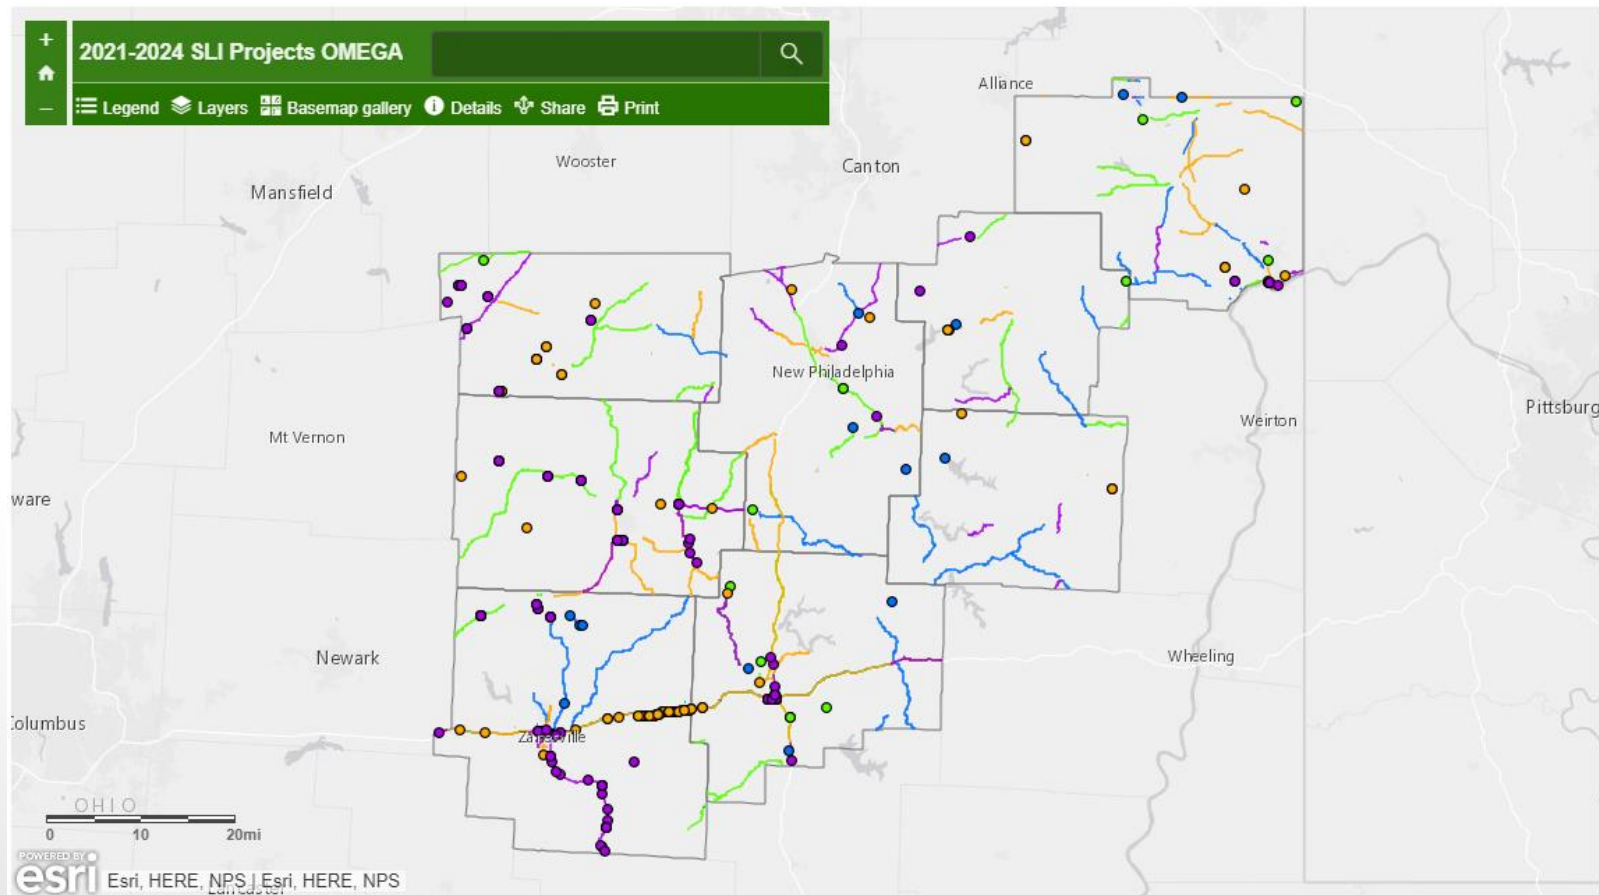 +
2021-2024 SLI Projects OMEGA
–
Legend Layers Basemap gallery Details Share Print
Alliance
Wooster
Canton
Mansfield
New Philadelphia
Mt Vernon
Weirton
Pittsburg
ware
Newark
Wheeling
Columbus
Zanesville
OHIO
0 10 20mi
POWERED BY
esri
Esri, HERE, NPS | Esri, HERE, NPS
Lancaster